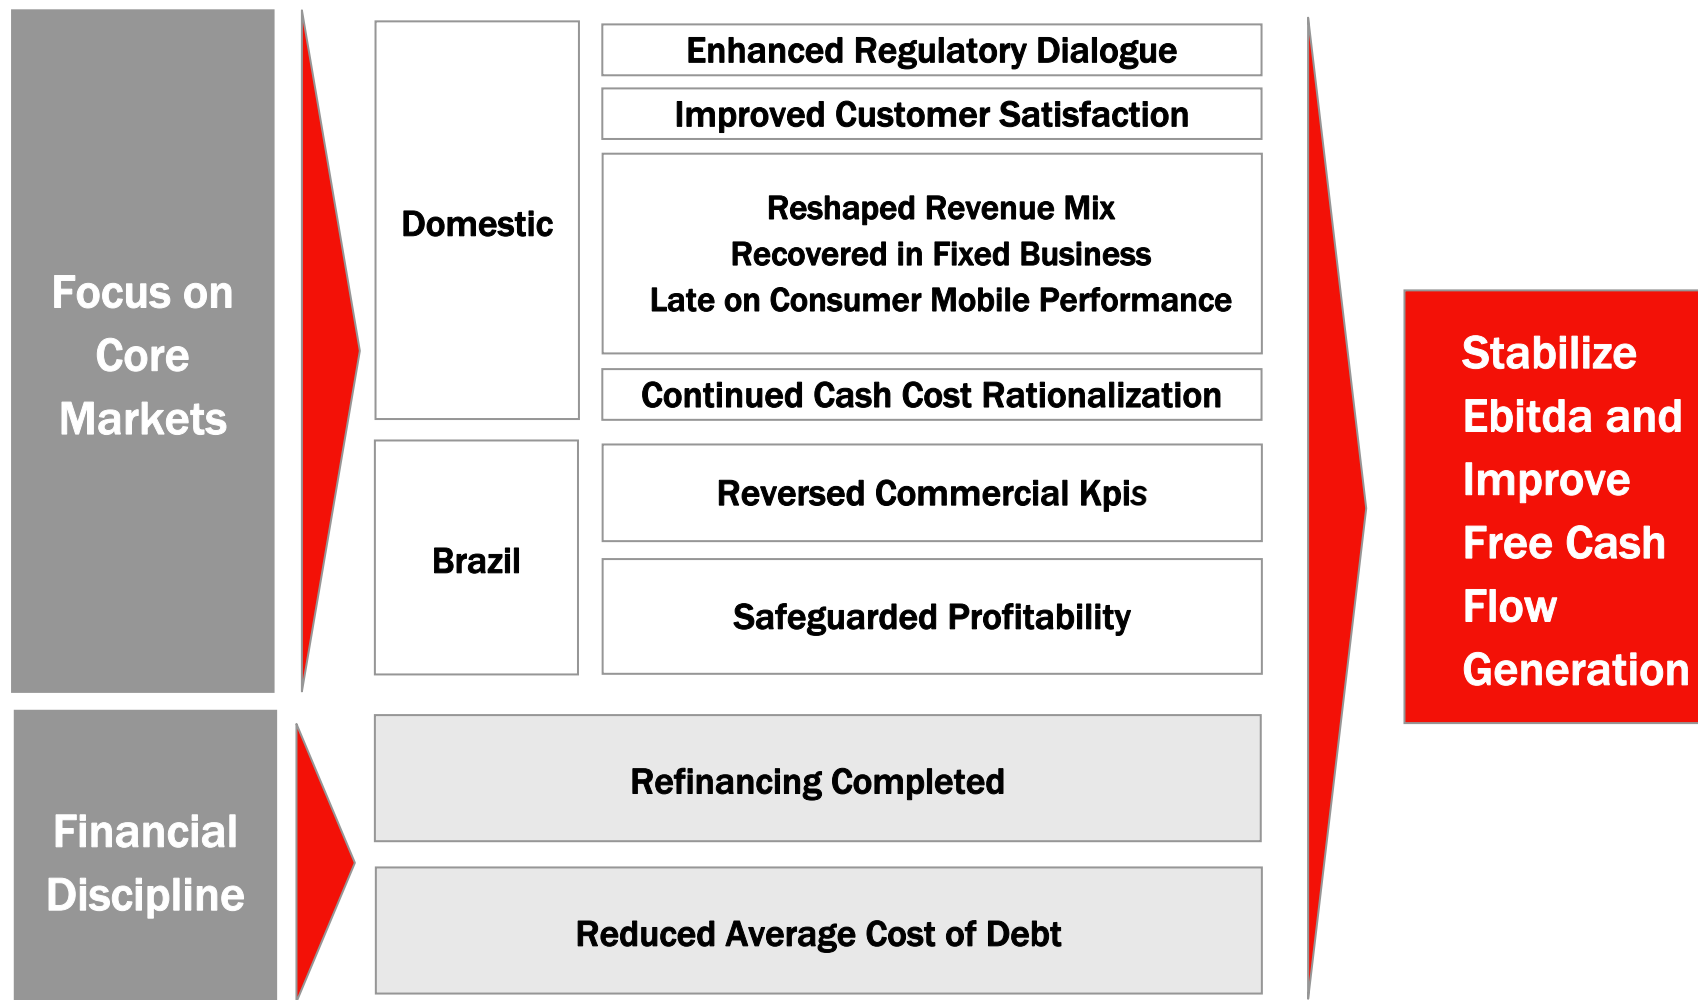 Focus on
Core
Markets
Domestic
Enhanced Regulatory Dialogue
Improved Customer Satisfaction
Reshaped Revenue Mix
Recovered in Fixed Business
Late on Consumer Mobile Performance
Continued Cash Cost Rationalization
Brazil
Reversed Commercial Kpis
Safeguarded Profitability
Financial
Discipline
Refinancing Completed
Reduced Average Cost of Debt
Stabilize
Ebitda and
Improve
Free Cash
Flow
Generation